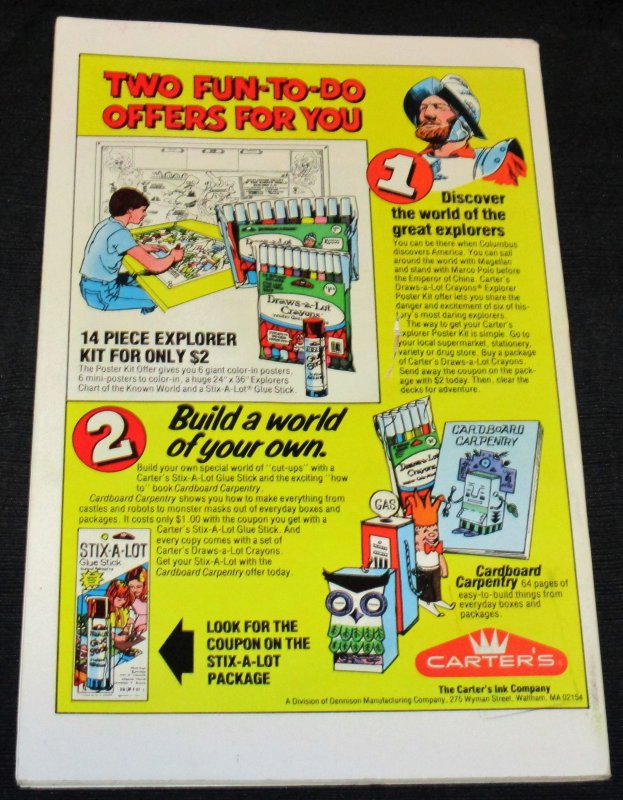 TWO FUN-TO-DO
OFFERS FOR YOU
1
Discover
the world of the
great explorers
You can be there when Columbus
discovers America. You can sail
around the world with Magellan
and stand with Marco Polo before
the Emperor of China. Carter's
Draws-a-Lot Crayons® Explorer
Poster Kit offer lets you share the
danger and excitement of six of his-
tory's most daring explorers.
The way to get your Carter's
Explorer Poster Kit is simple. Go to
your local supermarket, stationery,
variety or drug store. Buy a package
of Carter's Draws-a-Lot Crayons.
Send away the coupon on the pack-
age with $2 today. Then, clear the
decks for adventure.
Draws-a-Lot
Crayons
14 PIECE EXPLORER
KIT FOR ONLY $2
The Poster Kit Offer gives you 6 giant color-in posters,
6 mini-posters to color-in, a huge 24" x 36" Explorers
Chart of the Known World and a Stix-A-Lot® Glue Stick.
2
Build a world
of your own.
Build your own special world of "cut-ups" with a
Carter's Stix-A-Lot Glue Stick and the exciting "how
to" book Cardboard Carpentry.
Cardboard Carpentry shows you how to make everything from
castles and robots to monster masks out of everyday boxes and
packages. It costs only $1.00 with the coupon you get with a
Carter's Stix-A-Lot Glue Stick. And
every copy comes with a set of
Carter's Draws-a-Lot Crayons.
Get your Stix-A-Lot with the
Cardboard Carpentry offer today.
STIX-A-LOT
Glue Stick
LOOK FOR THE
COUPON ON THE
STIX-A-LOT
PACKAGE
Draws-a-Lot
Crayons
GAS
CARDBOARD
CARPENTRY
Cardboard
Carpentry 64 pages of
easy-to-build things from
everyday boxes and
packages.
CARTER'S®
The Carter's Ink Company
A Division of Dennison Manufacturing Company, 275 Wyman Street, Waltham, MA 02154